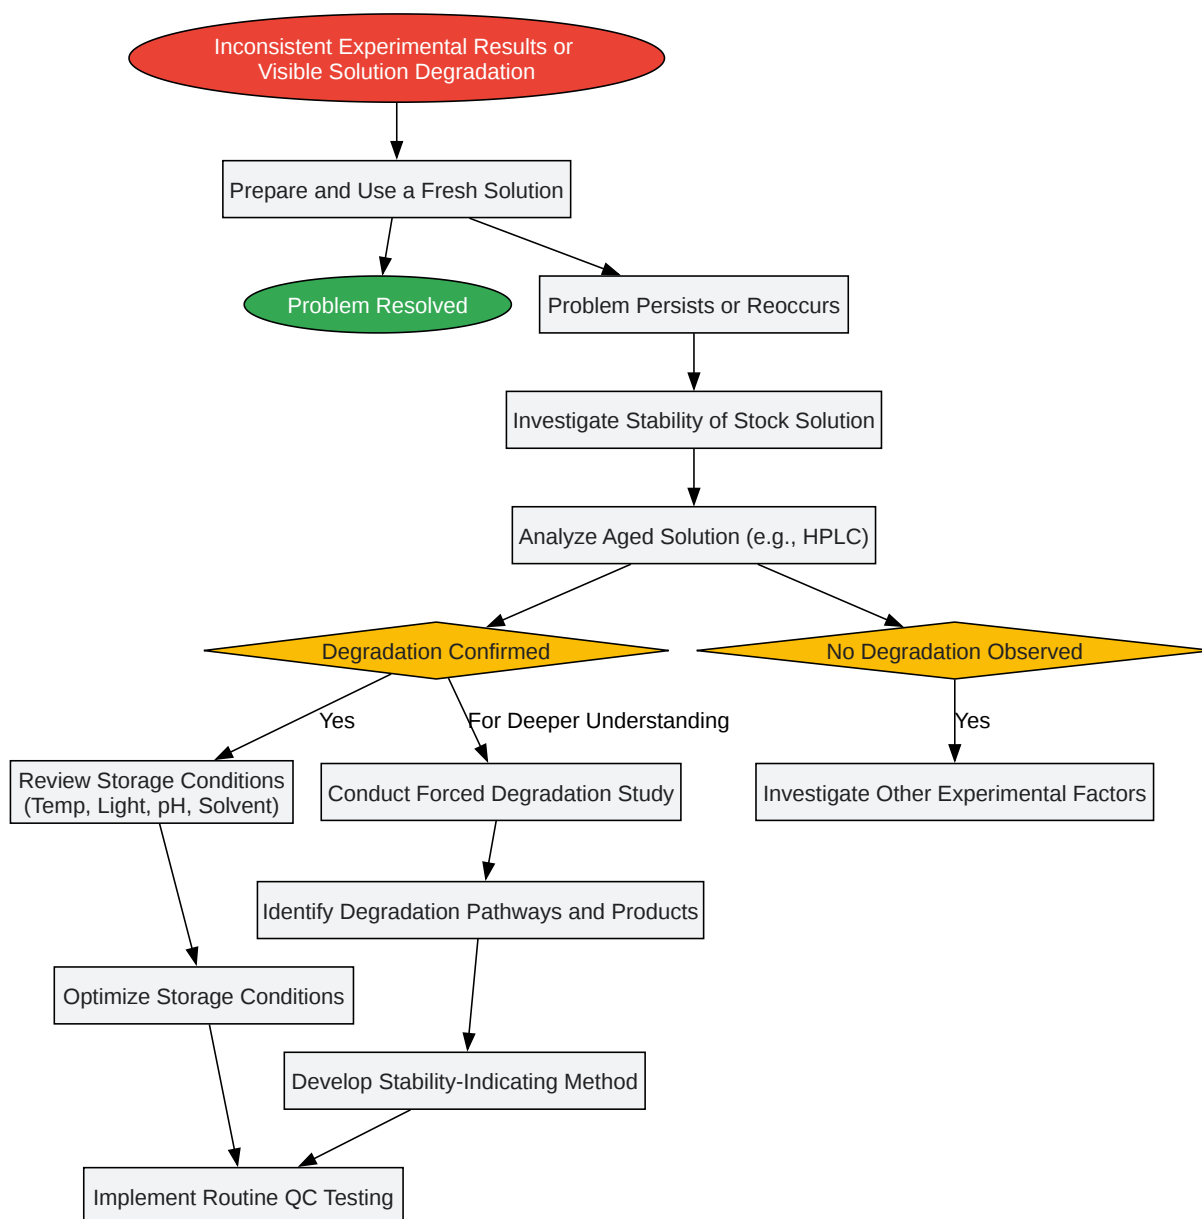 Inconsistent Experimental Results or
Visible Solution Degradation
Prepare and Use a Fresh Solution
Problem Resolved
Problem Persists or Reoccurs
Investigate Stability of Stock Solution
Analyze Aged Solution (e.g., HPLC)
Degradation Confirmed
No Degradation Observed
Yes
For Deeper Understanding
Yes
Review Storage Conditions
(Temp, Light, pH, Solvent)
Conduct Forced Degradation Study
Investigate Other Experimental Factors
Identify Degradation Pathways and Products
Optimize Storage Conditions
Develop Stability-Indicating Method
Implement Routine QC Testing